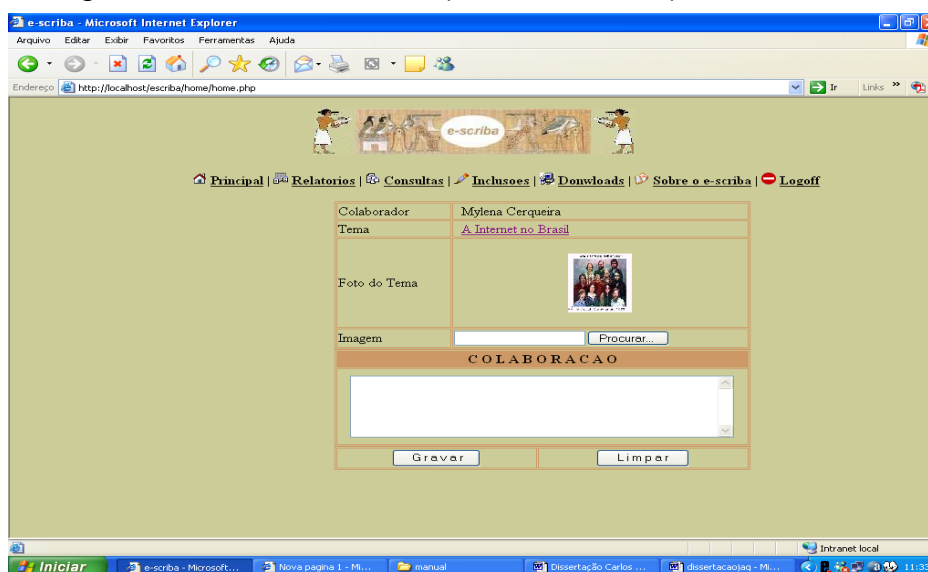 e-scriba - Microsoft Internet Explorer
Arquivo Editar Exibir Favoritos Ferramentas Ajuda
Endereço http://localhost/escriba/home/home.php Ir Links »
e-scriba
Principal | Relatorios | Consultas | Inclusoes | Donwloads | Sobre o e-scriba | Logoff
Colaborador Mylena Cerqueira
Tema A Internet no Brasil
Foto do Tema
Imagem Procurar...
COLABORACAO
Gravar Limpar
Intranet local
Iniciar e-scriba - Microsoft... Nova pagina 1 - Mi... manual Dissertação Carlos ... dissertacaojaq - Mi... 11:33